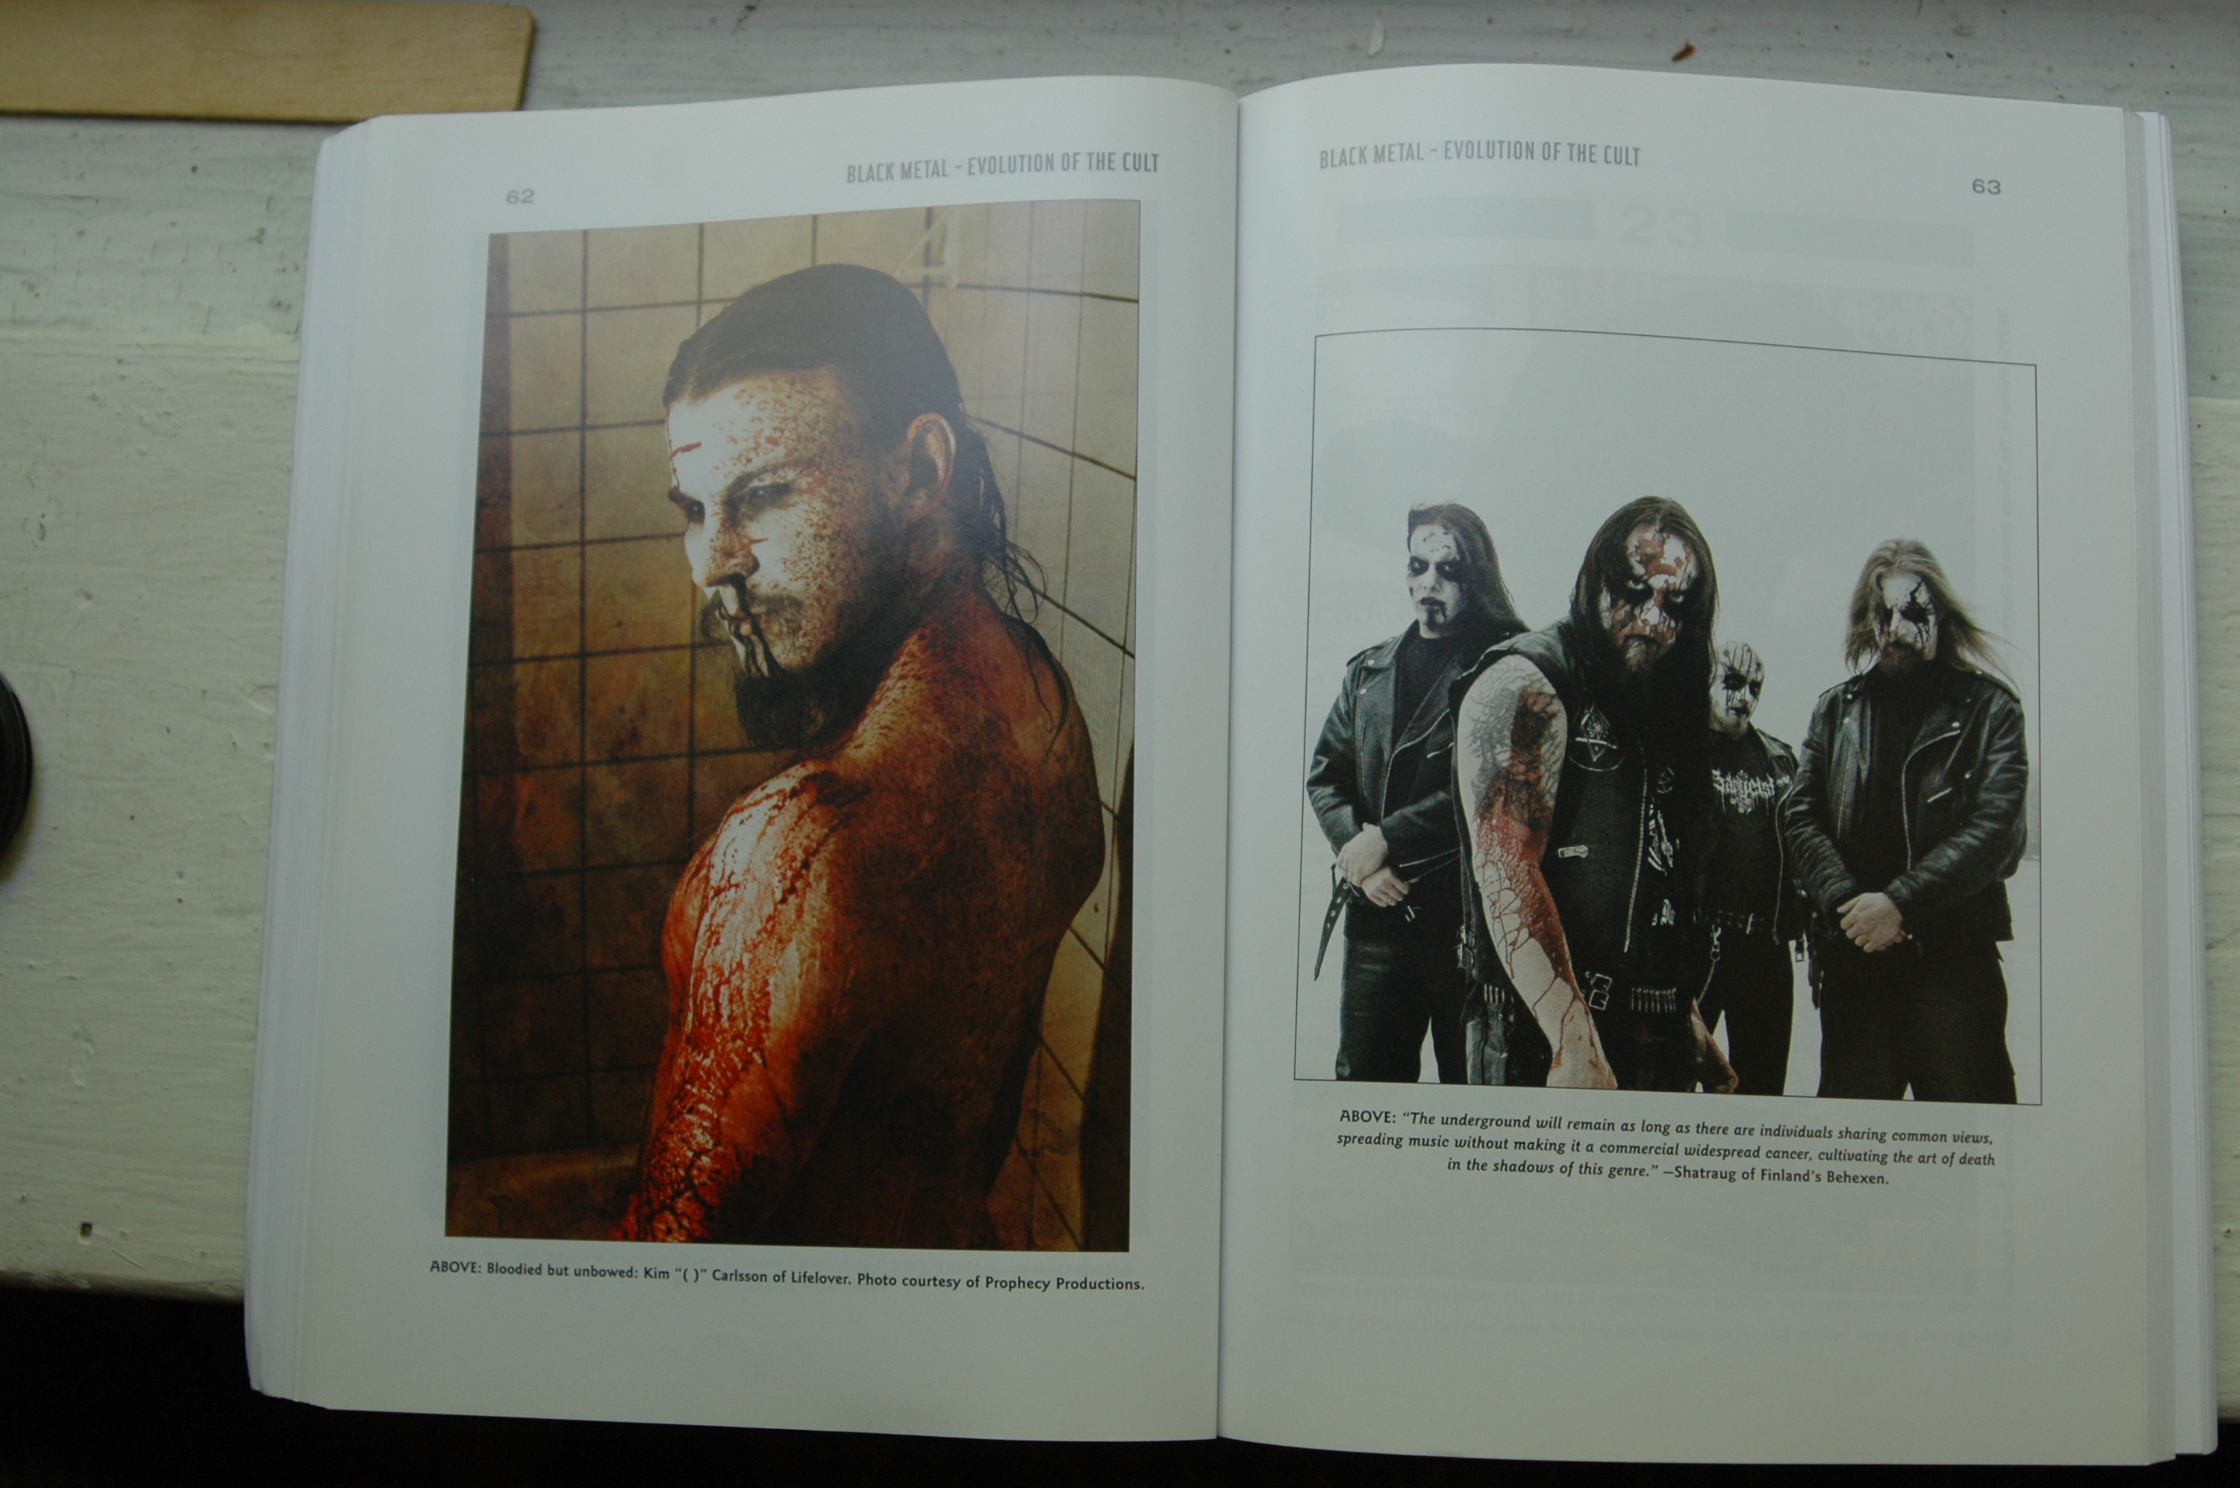 62
BLACK METAL ~ EVOLUTION OF THE CULT
ABOVE: Bloodied but unbowed: Kim “( )” Carlsson of Lifelover. Photo courtesy of Prophecy Productions.
BLACK METAL ~ EVOLUTION OF THE CULT
63
23
Sargeist
ABOVE: “The underground will remain as long as there are individuals sharing common views,
spreading music without making it a commercial widespread cancer, cultivating the art of death
in the shadows of this genre.” —Shatraug of Finland's Behexen.